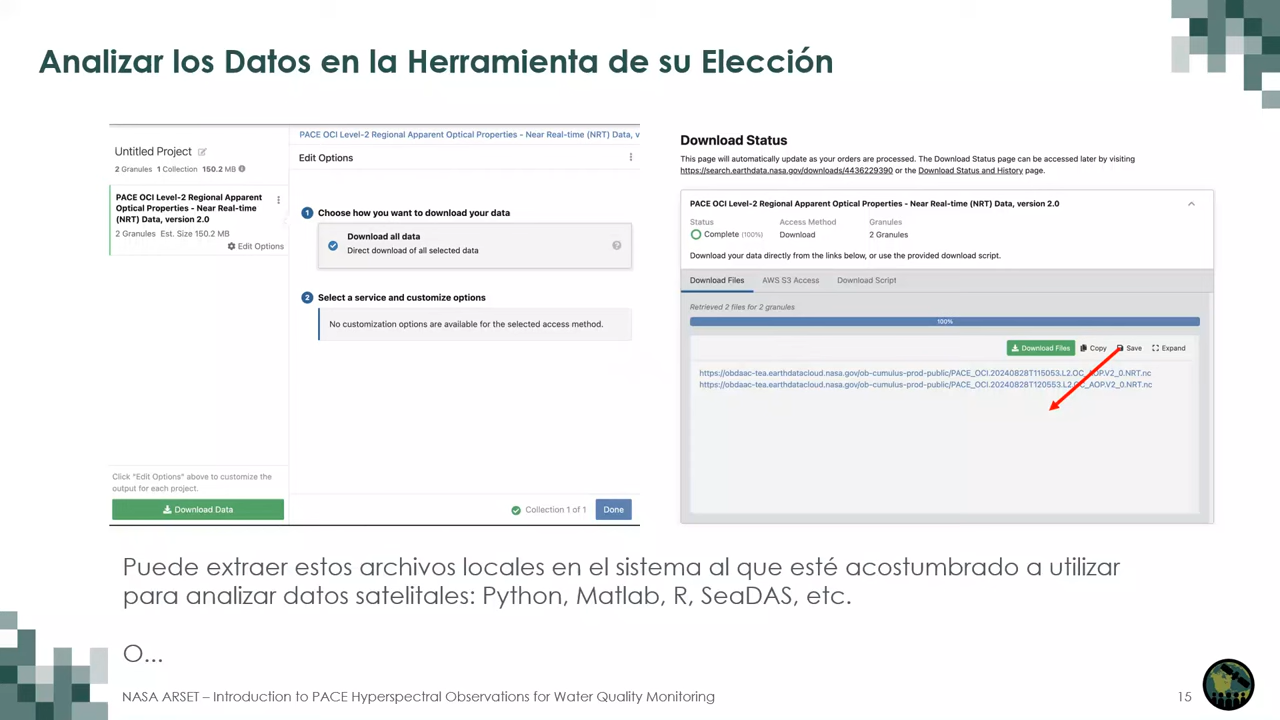 Analizar los Datos en la Herramienta de su Elección
PACE OCI Level-2 Regional Apparent Optical Properties - Near Real-time (NRT) Data, v
Untitled Project
2 Granules 1 Collection 150.2 MB
Edit Options
PACE OCI Level-2 Regional Apparent
Optical Properties - Near Real-time
(NRT) Data, version 2.0
2 Granules Est. Size 150.2 MB
Edit Options
1 Choose how you want to download your data
Download all data
Direct download of all selected data
2 Select a service and customize options
No customization options are available for the selected access method.
Click "Edit Options" above to customize the
output for each project.
Download Data
Collection 1 of 1
Done
Download Status
This page will automatically update as your orders are processed. The Download Status page can be accessed later by visiting
https://search.earthdata.nasa.gov/downloads/4436229390 or the Download Status and History page.
PACE OCI Level-2 Regional Apparent Optical Properties - Near Real-time (NRT) Data, version 2.0
Status Access Method Granules
Complete (100%) Download 2 Granules
Download your data directly from the links below, or use the provided download script.
Download Files AWS S3 Access Download Script
Retrieved 2 files for 2 granules
100%
Download Files Copy Save Expand
https://obdaac-tea.earthdatacloud.nasa.gov/ob-cumulus-prod-public/PACE_OCI.20240828T115053.L2.OC_AOP.V2_0.NRT.nc
https://obdaac-tea.earthdatacloud.nasa.gov/ob-cumulus-prod-public/PACE_OCI.20240828T120553.L2.OC_AOP.V2_0.NRT.nc
Puede extraer estos archivos locales en el sistema al que esté acostumbrado a utilizar
para analizar datos satelitales: Python, Matlab, R, SeaDAS, etc.
O...
NASA ARSET – Introduction to PACE Hyperspectral Observations for Water Quality Monitoring
15